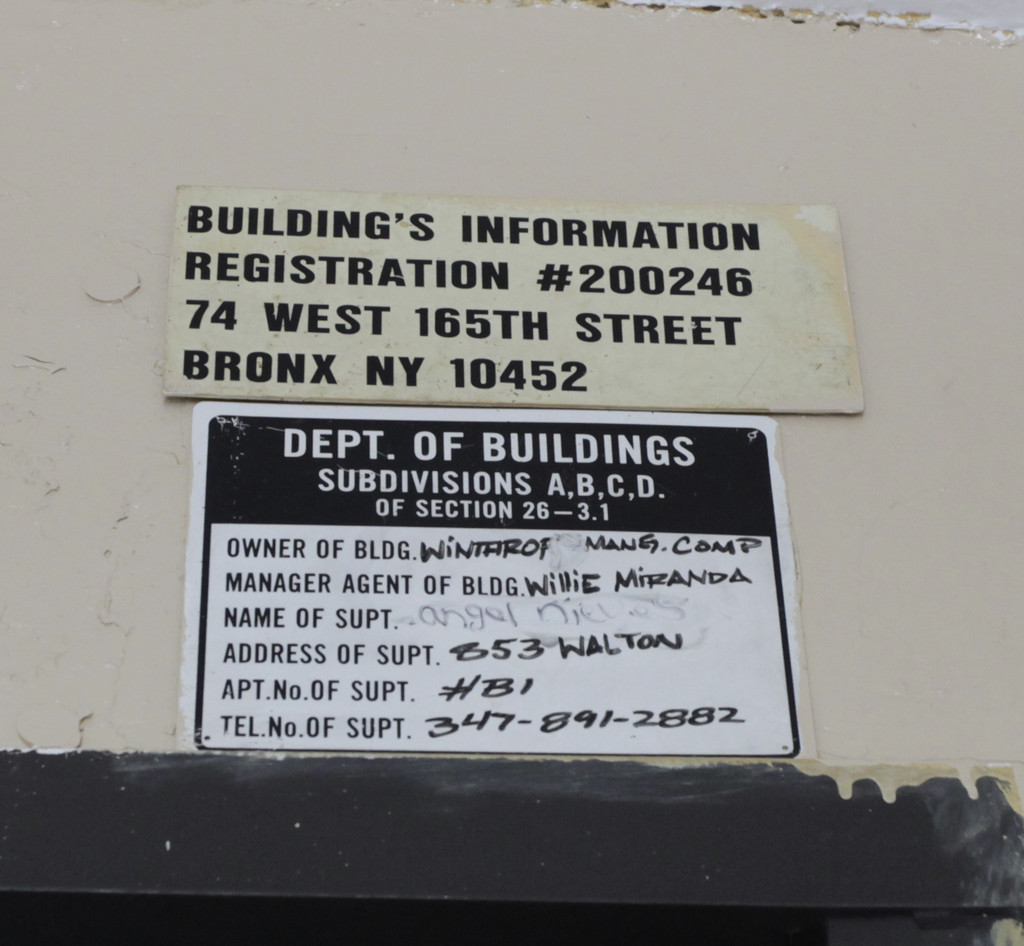 BUILDING'S INFORMATION
REGISTRATION #200246
74 WEST 165TH STREET
BRONX NY 10452
DEPT. OF BUILDINGS
SUBDIVISIONS A,B,C,D.
OF SECTION 26-3.1
OWNER OF BLDG. WINTHROP MANG. COMP
MANAGER AGENT OF BLDG. WILLIE MIRANDA
NAME OF SUPT. angel
ADDRESS OF SUPT. 853 WALTON
APT.No.OF SUPT. #B1
TEL.No.OF SUPT. 347-891-2882